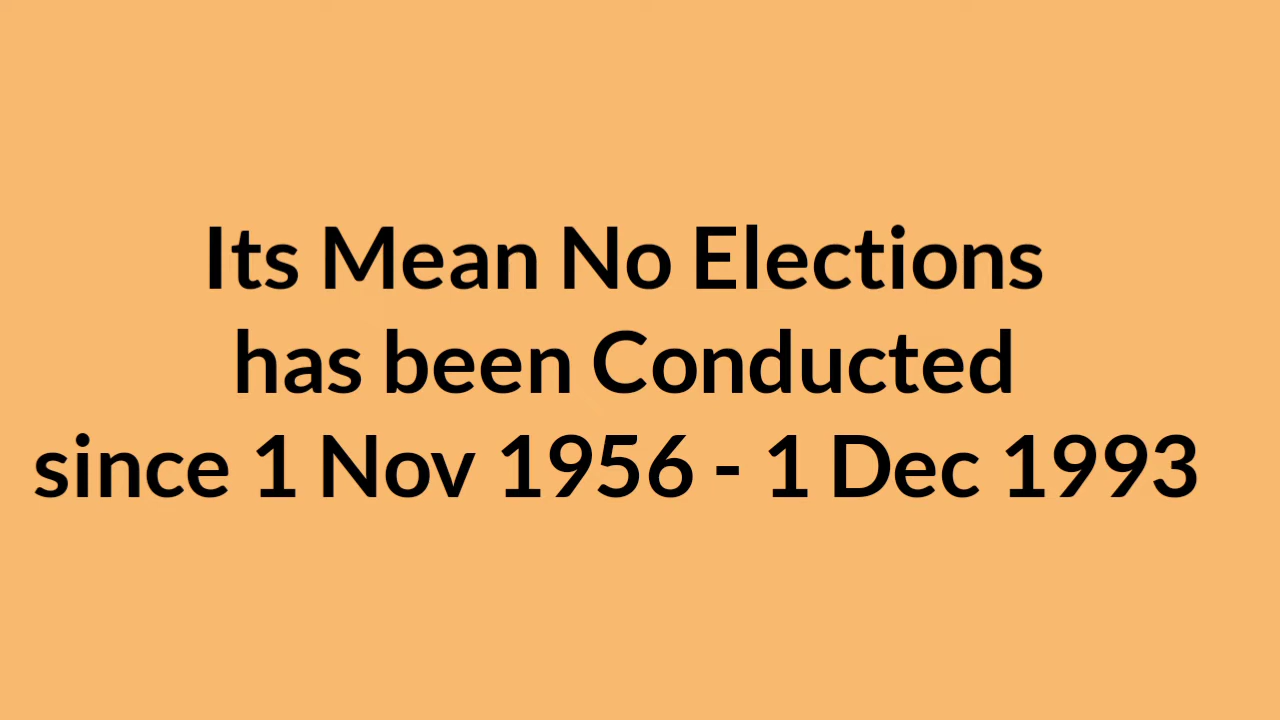 Its Mean No Elections
has been Conducted
since 1 Nov 1956 - 1 Dec 1993